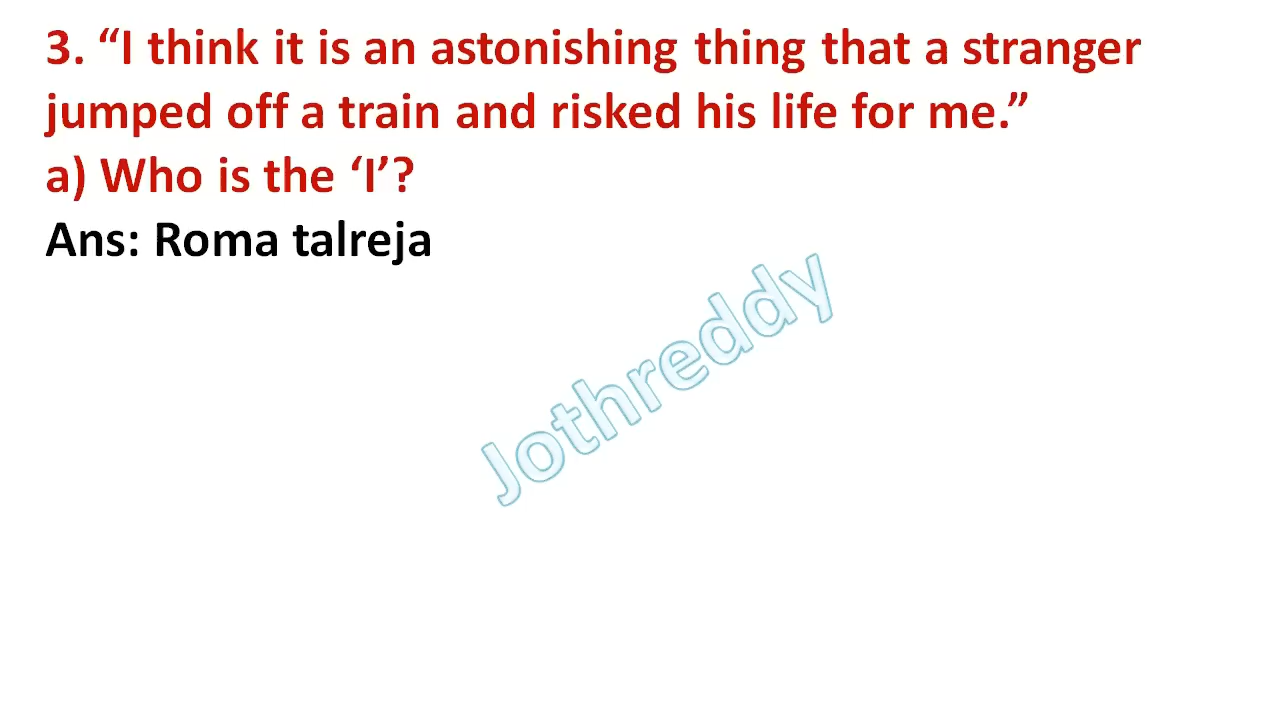 3. “I think it is an astonishing thing that a stranger
jumped off a train and risked his life for me.”
a) Who is the ‘I’?
Ans: Roma talreja
Jothreddy